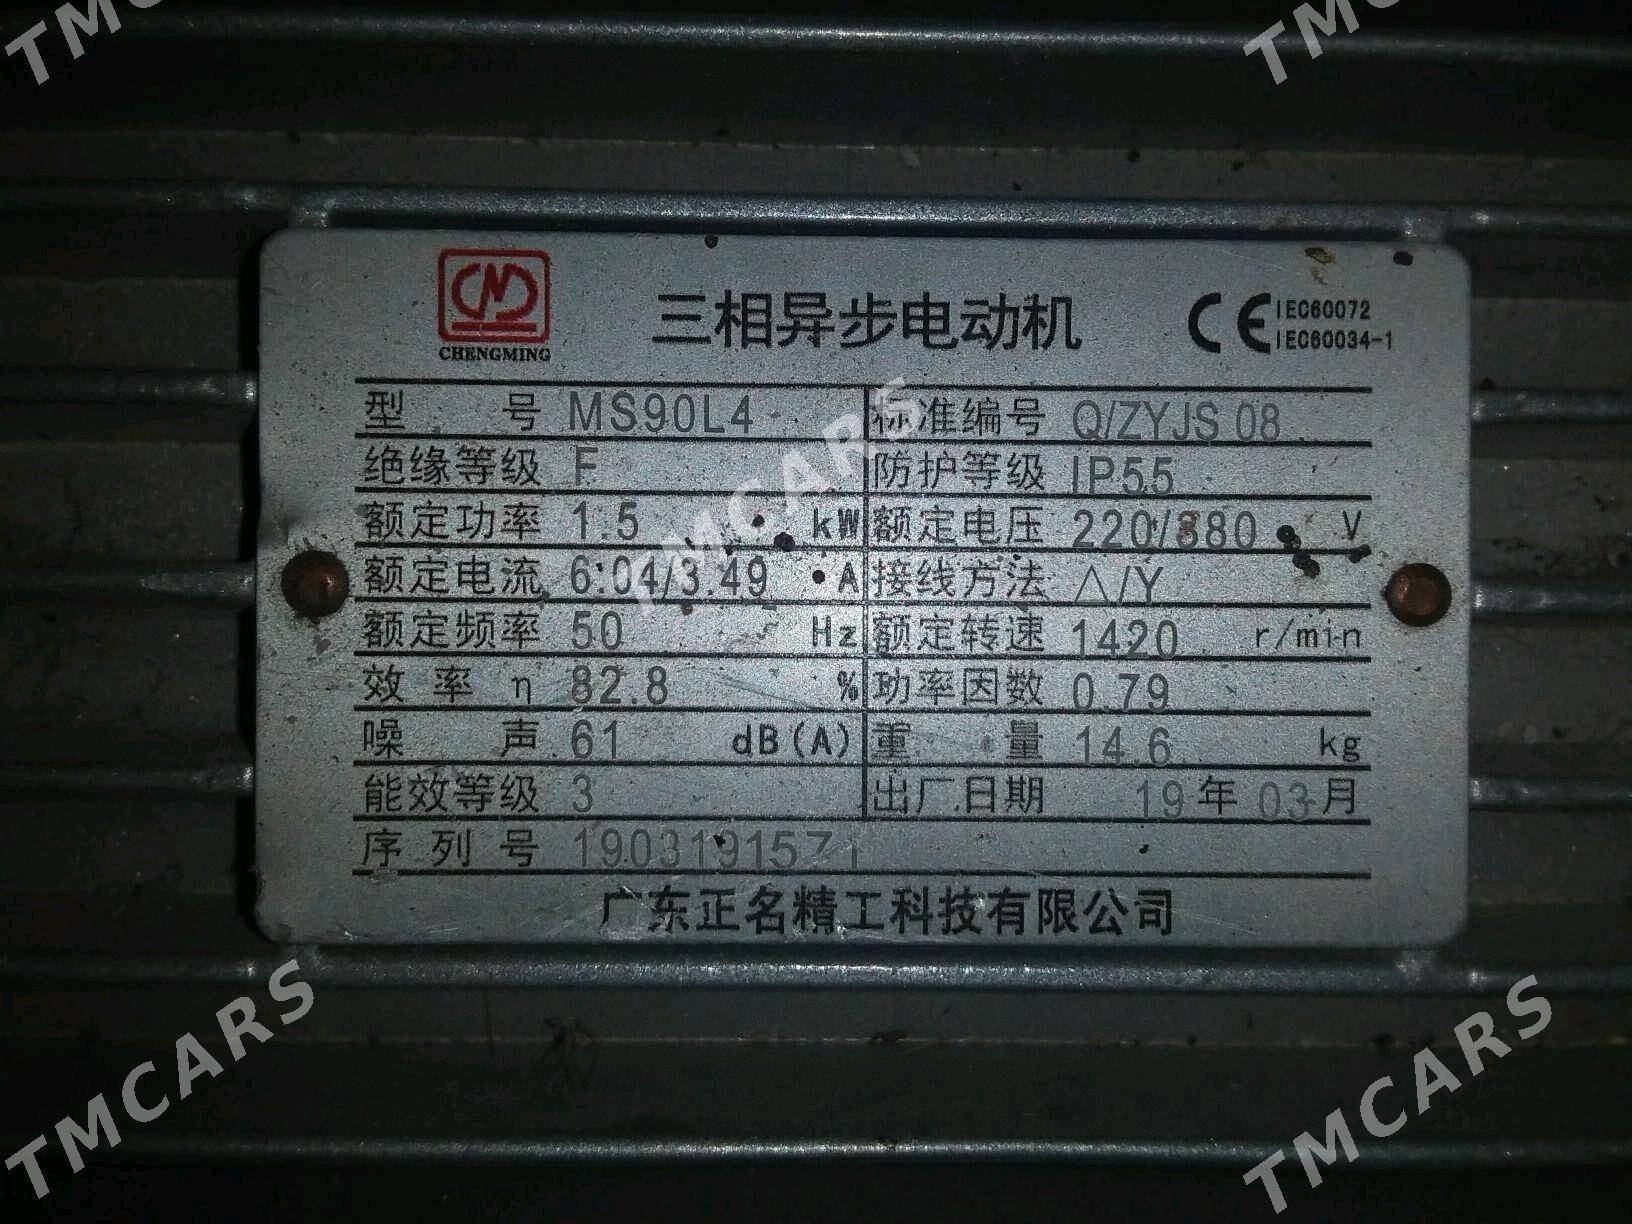 TMCARS
TMCARS
CMD
CHENGMING
三相异步电动机
CE IEC60072
IEC60034-1
型 号 MS90L4 标准编号 Q/ZYJS 08
绝缘等级 F 防护等级 IP55
额定功率 1.5 kW 额定电压 220/380 V
额定电流 6.04/3.49 A 接线方法 △/Y
额定频率 50 Hz 额定转速 1420 r/min
效率η 82.8 % 功率因数 0.79
噪 声 61 dB(A) 重 量 14.6 kg
能效等级 3 出厂日期 19年03月
序列号 1903191571
广东正名精工科技有限公司
TMCARS
TMCARS
TMCARS